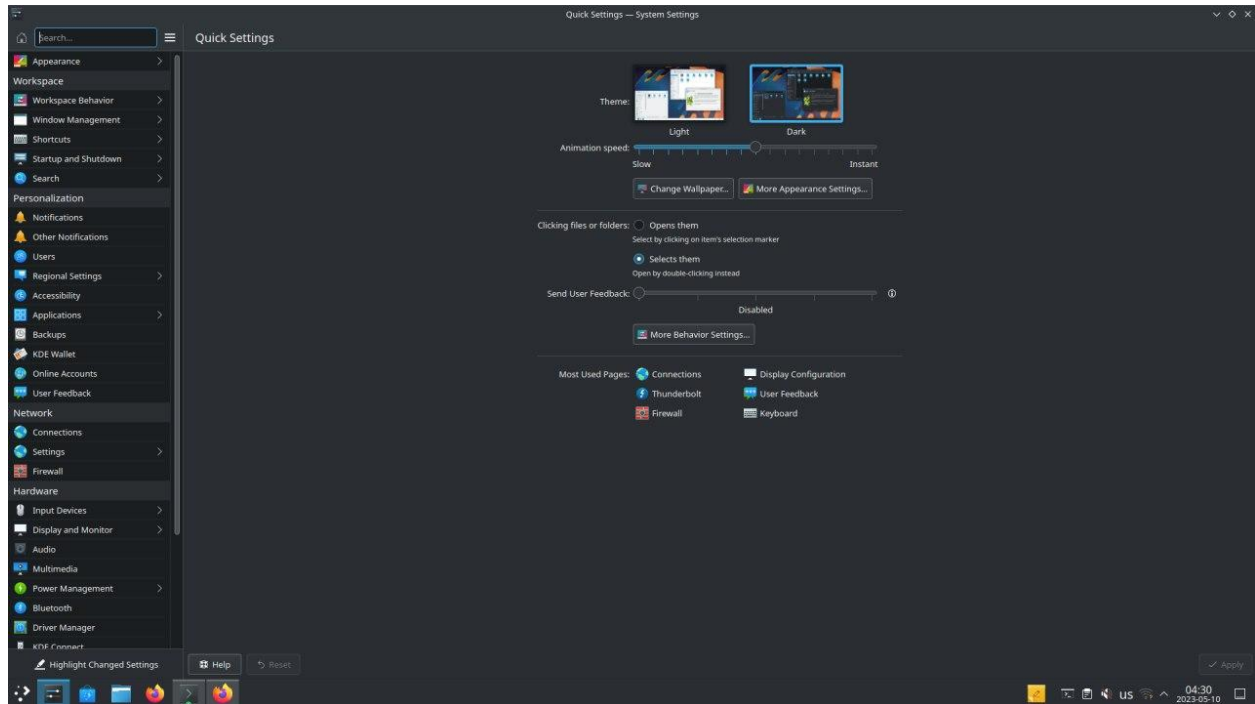 Quick Settings — System Settings
Search...
Quick Settings
Appearance
Workspace
Workspace Behavior
Window Management
Shortcuts
Startup and Shutdown
Search
Personalization
Notifications
Other Notifications
Users
Regional Settings
Accessibility
Applications
Backups
KDE Wallet
Online Accounts
User Feedback
Network
Connections
Settings
Firewall
Hardware
Input Devices
Display and Monitor
Audio
Multimedia
Power Management
Bluetooth
Driver Manager
KDE Connect
Highlight Changed Settings
Theme:
Light Dark
Animation speed:
Slow Instant
Change Wallpaper... More Appearance Settings...
Clicking files or folders: Opens them
Select by clicking on item's selection marker
Selects them
Open by double-clicking instead
Send User Feedback:
Disabled
More Behavior Settings...
Most Used Pages: Connections Display Configuration
Thunderbolt User Feedback
Firewall Keyboard
Help Reset Apply
us 04:30
2023-05-10